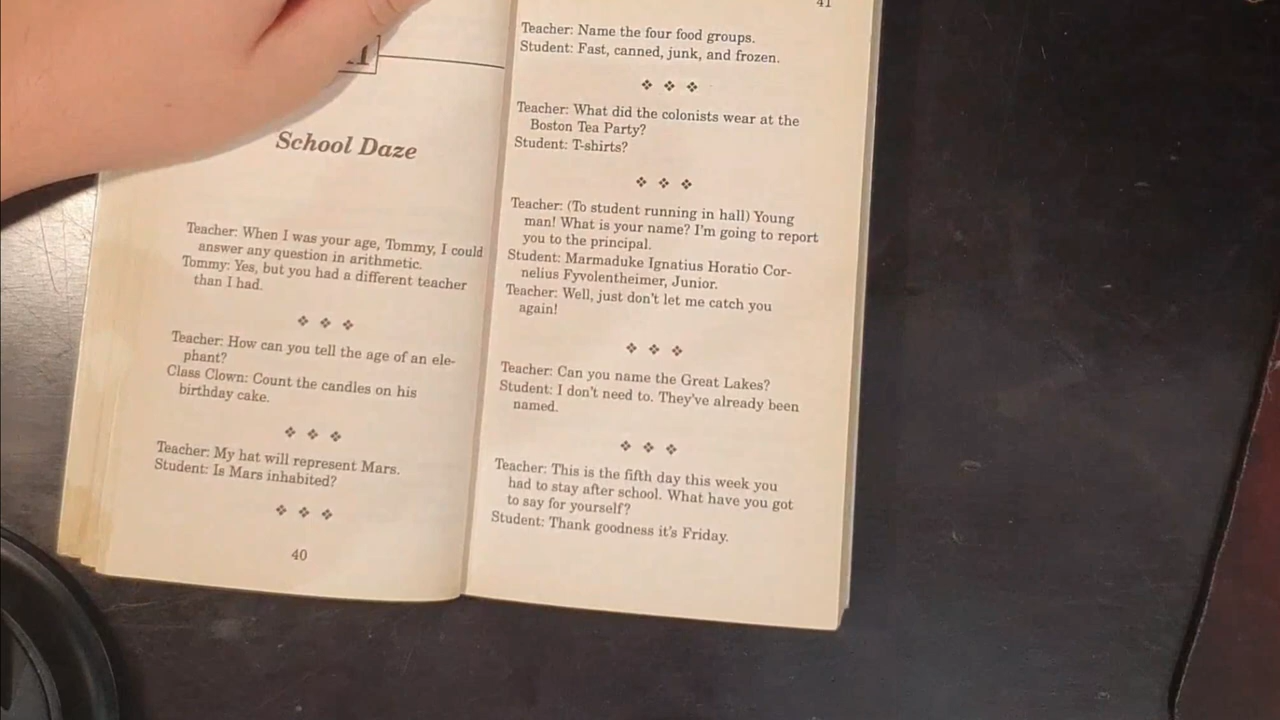 School Daze
Teacher: When I was your age, Tommy, I could
answer any question in arithmetic.
Tommy: Yes, but you had a different teacher
than I had.
Teacher: How can you tell the age of an ele-
phant?
Class Clown: Count the candles on his
birthday cake.
Teacher: My hat will represent Mars.
Student: Is Mars inhabited?
40
41
Teacher: Name the four food groups.
Student: Fast, canned, junk, and frozen.
Teacher: What did the colonists wear at the
Boston Tea Party?
Student: T-shirts?
Teacher: (To student running in hall) Young
man! What is your name? I'm going to report
you to the principal.
Student: Marmaduke Ignatius Horatio Cor-
nelius Fyvolentheimer, Junior.
Teacher: Well, just don't let me catch you
again!
Teacher: Can you name the Great Lakes?
Student: I don't need to. They've already been
named.
Teacher: This is the fifth day this week you
had to stay after school. What have you got
to say for yourself?
Student: Thank goodness it's Friday.